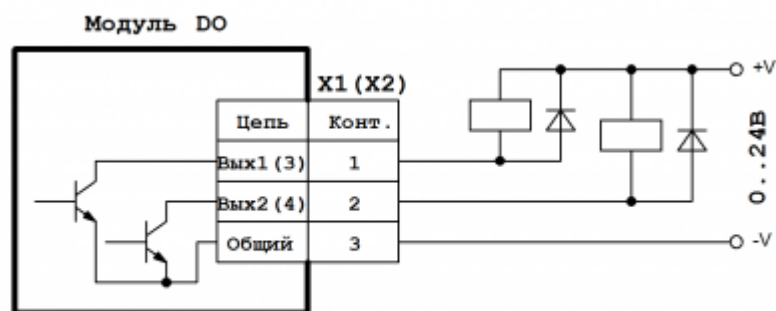 Модуль DO
X1(X2)
Цепь Конт.
Вых1(3) 1
Вых2(4) 2
Общий 3
+V
0..24В
-V